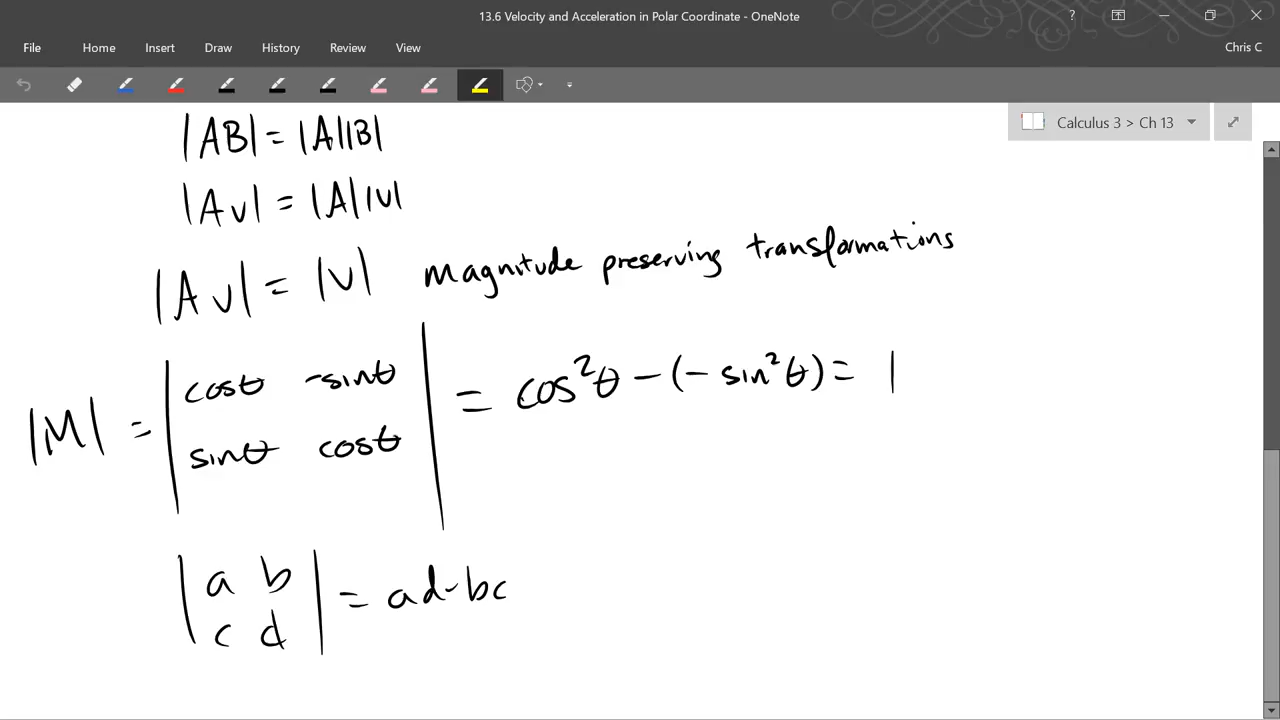 13.6 Velocity and Acceleration in Polar Coordinate - OneNote
?
File Home Insert Draw History Review View Chris C
Calculus 3 > Ch 13
|AB| = |A||B|
|Av| = |A||v|
|Av| = |v| magnitude preserving transformations
|M| = | cosθ -sinθ | = cos²θ - (- sin²θ) = 1
sinθ cosθ
| a b | = ad-bc
c d